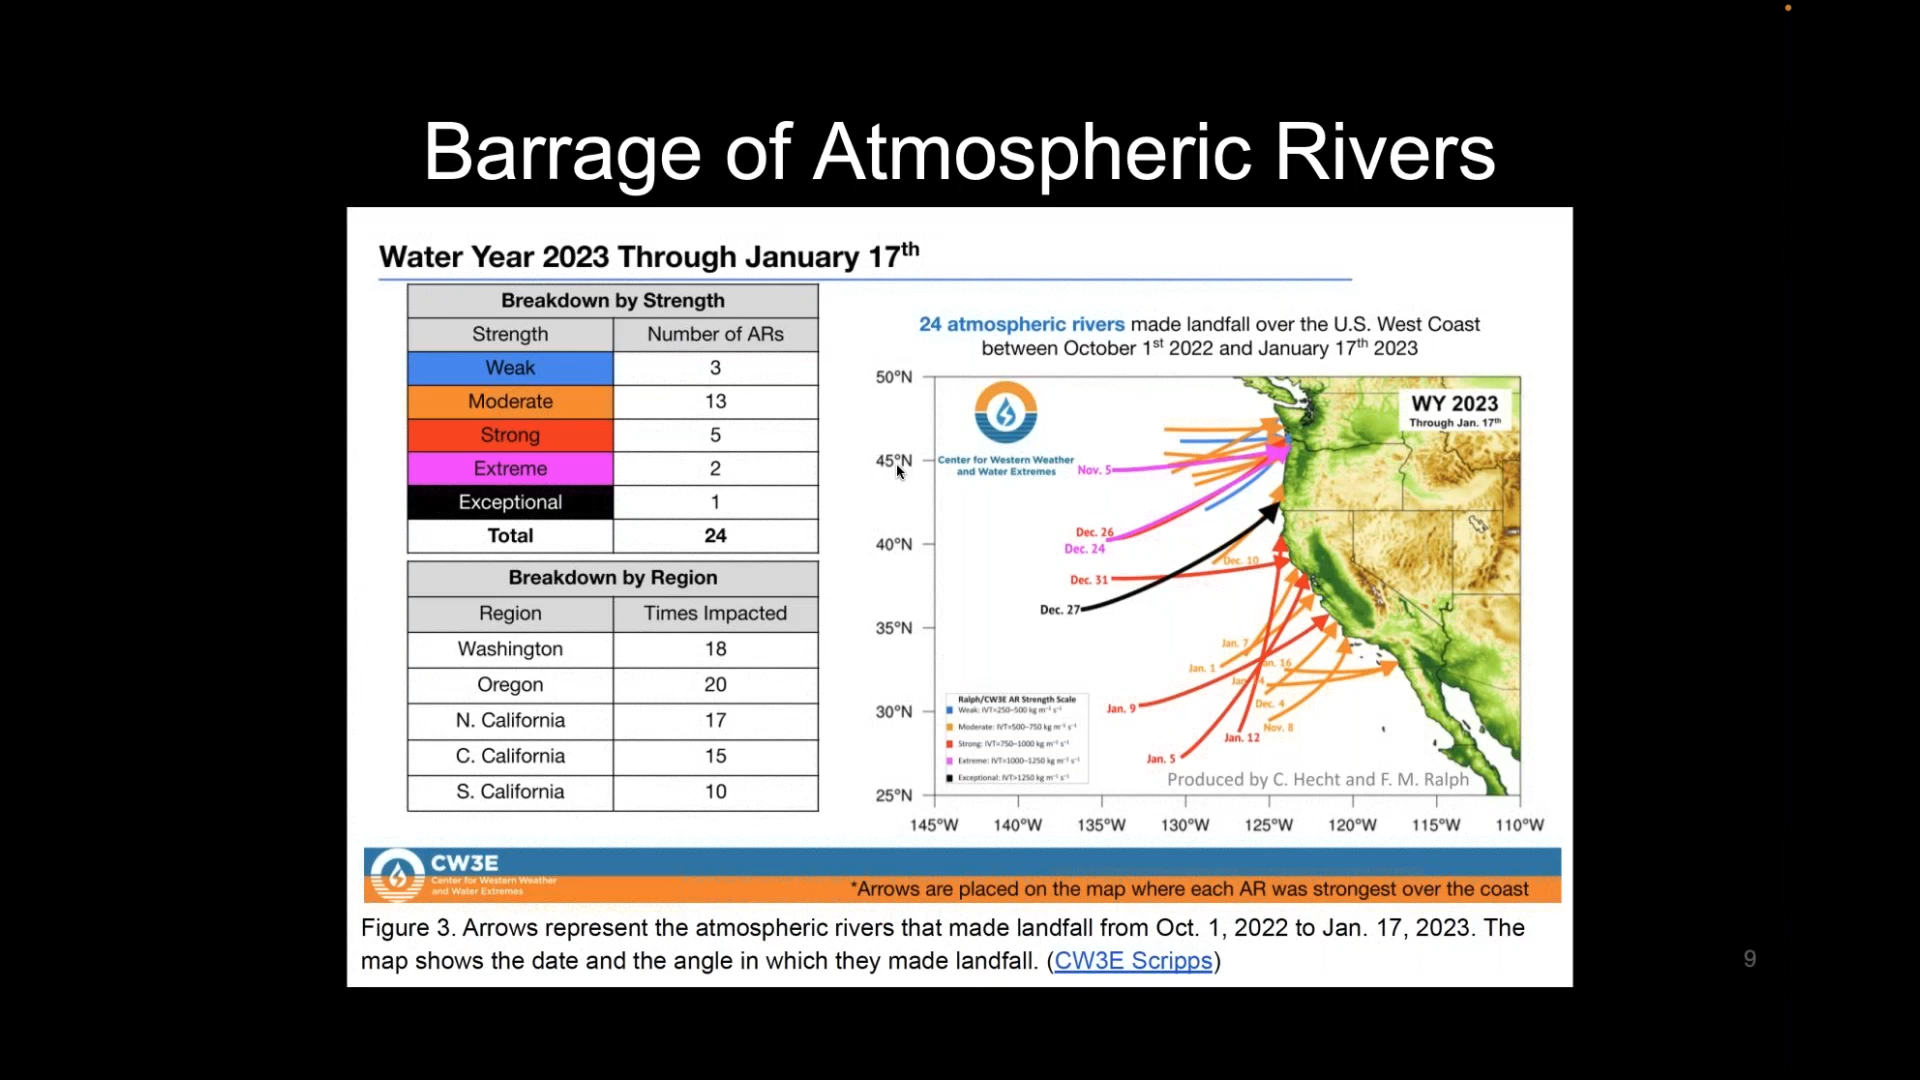 Barrage of Atmospheric Rivers
Water Year 2023 Through January 17th
Breakdown by Strength
Strength Number of ARs
Weak 3
Moderate 13
Strong 5
Extreme 2
Exceptional 1
Total 24
Breakdown by Region
Region Times Impacted
Washington 18
Oregon 20
N. California 17
C. California 15
S. California 10
24 atmospheric rivers made landfall over the U.S. West Coast
between October 1st 2022 and January 17th 2023
50°N
45°N
40°N
35°N
30°N
25°N
145°W 140°W 135°W 130°W 125°W 120°W 115°W 110°W
Center for Western Weather
and Water Extremes
WY 2023
Through Jan. 17th
Nov. 5
Dec. 26
Dec. 24
Dec. 10
Dec. 31
Dec. 27
Jan. 7
Jan. 1
an. 16
Jan. 9
Dec. 4
Nov. 8
Jan. 12
Jan. 5
Ralph/CW3E AR Strength Scale
Weak: IVT=250–500 kg m⁻¹ s⁻¹
Moderate: IVT=500–750 kg m⁻¹ s⁻¹
Strong: IVT=750–1000 kg m⁻¹ s⁻¹
Extreme: IVT=1000–1250 kg m⁻¹ s⁻¹
Exceptional: IVT>1250 kg m⁻¹ s⁻¹
Produced by C. Hecht and F. M. Ralph
CW3E
Center for Western Weather
and Water Extremes
*Arrows are placed on the map where each AR was strongest over the coast
Figure 3. Arrows represent the atmospheric rivers that made landfall from Oct. 1, 2022 to Jan. 17, 2023. The
map shows the date and the angle in which they made landfall. (CW3E Scripps)
9